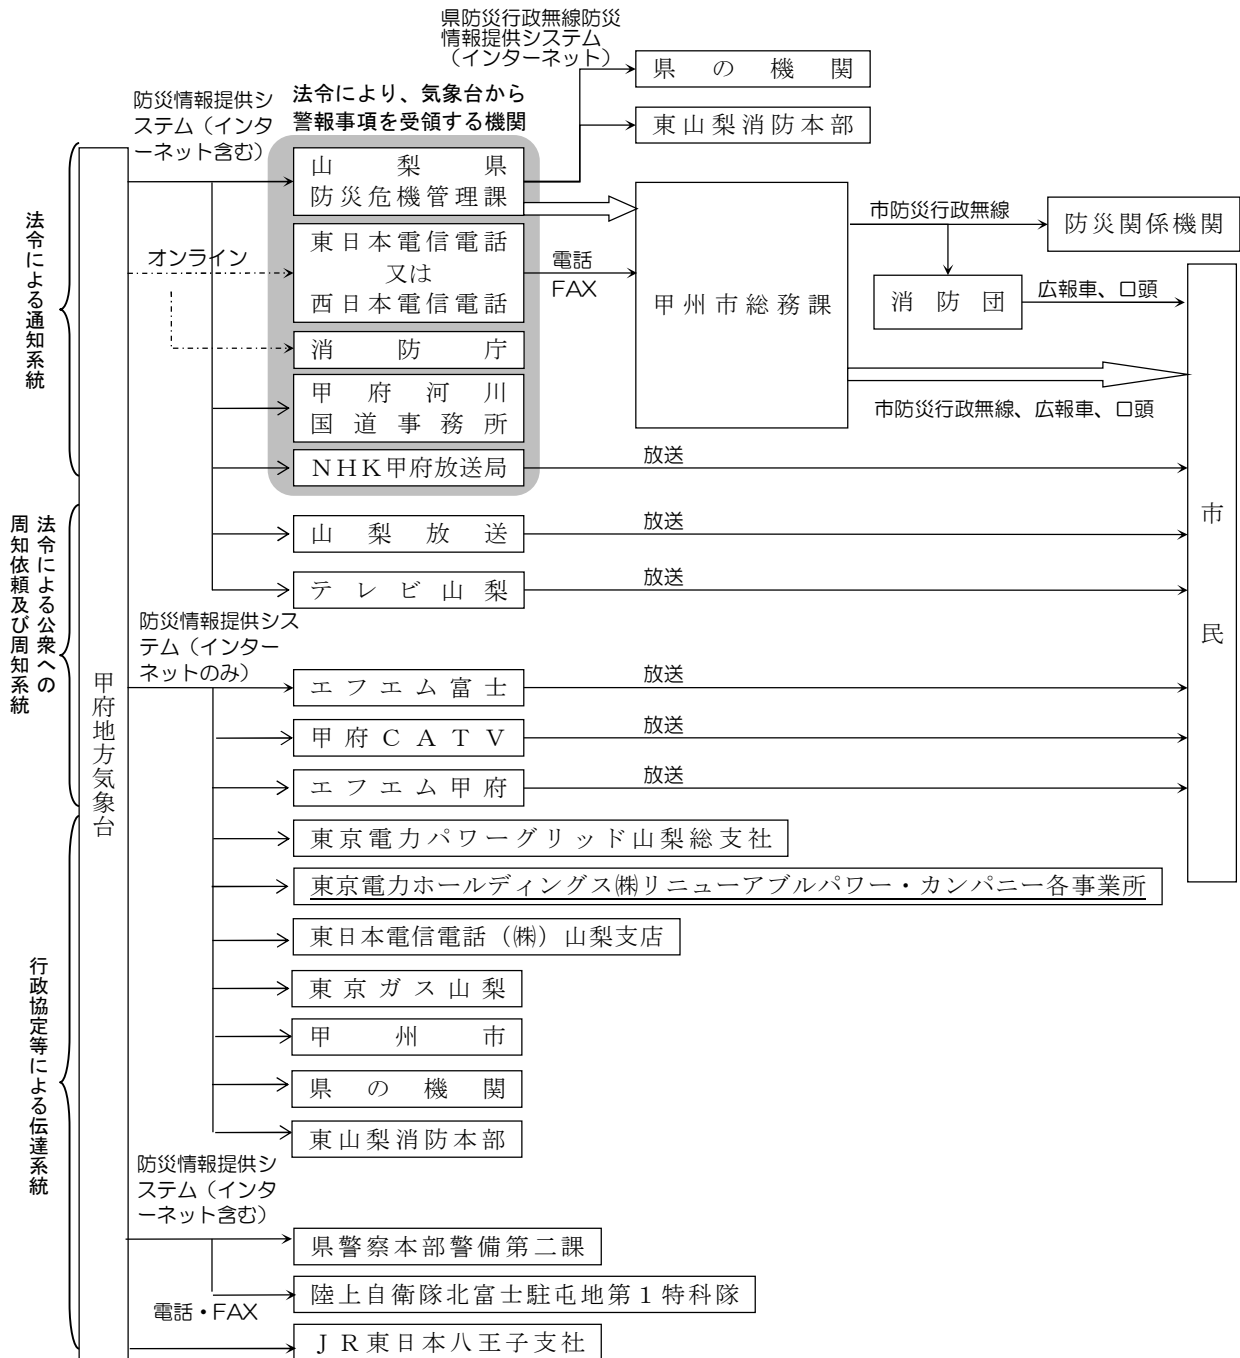 県防災行政無線防災
情報提供システム
（インターネット）
県の機関
東山梨消防本部
防災情報提供シ
ステム（インタ
ーネット含む）
法令により、気象台から
警報事項を受領する機関
山梨県
防災危機管理課
東日本電信電話
又は
西日本電信電話
消防庁
甲府河川
国道事務所
NHK甲府放送局
オンライン
電話
FAX
甲州市総務課
市防災行政無線
防災関係機関
消防団
広報車、口頭
市防災行政無線、広報車、口頭
市民
放送
山梨放送
放送
テレビ山梨
放送
法令による通知系統
法令による公衆への
周知依頼及び周知系統
行政協定等による伝達系統
甲府地方気象台
防災情報提供シス
テム（インター
ネットのみ）
エフエム富士
放送
甲府CATV
放送
エフエム甲府
放送
東京電力パワーグリッド山梨総支社
東京電力ホールディングス㈱リニューアブルパワー・カンパニー各事業所
東日本電信電話（㈱）山梨支店
東京ガス山梨
甲州市
県の機関
東山梨消防本部
防災情報提供シ
ステム（インタ
ーネット含む）
県警察本部警備第二課
陸上自衛隊北富士駐屯地第１特科隊
電話・FAX
ＪＲ東日本八王子支社